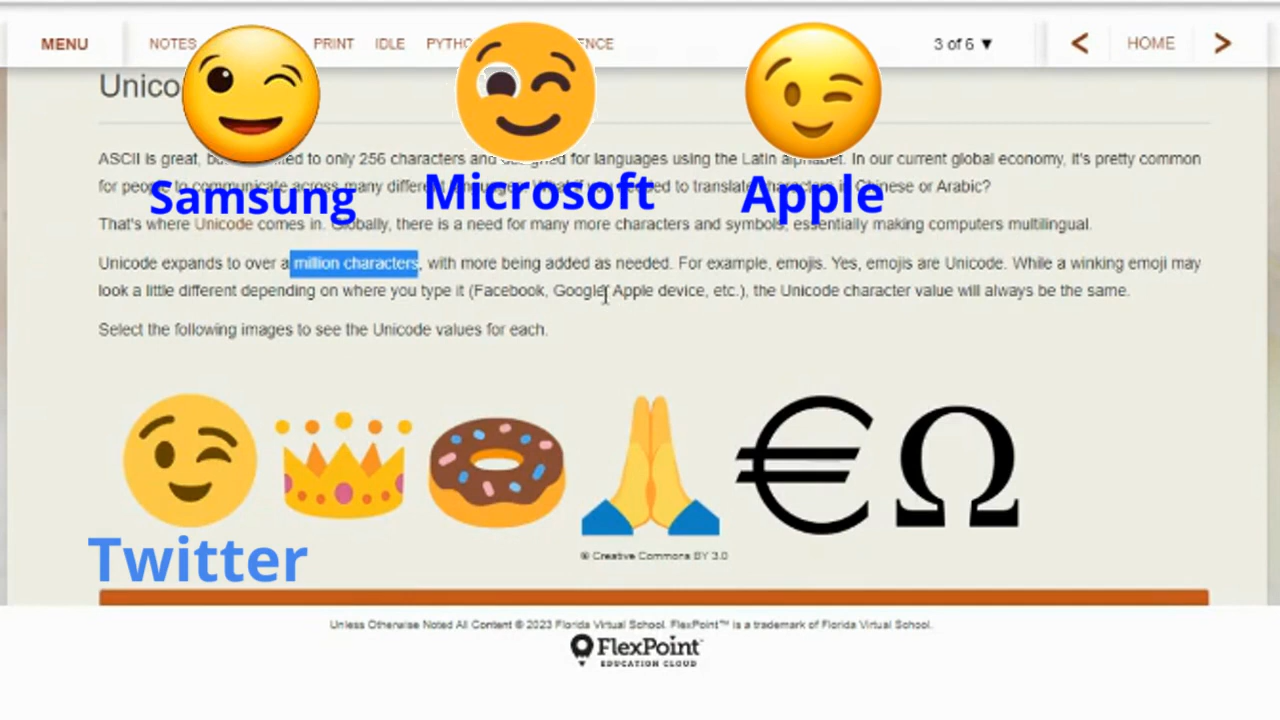 MENU NOTES PRINT IDLE 3 of 6 ▼ < HOME >
ASCII is great, to only 256 characters and for languages using the Latin alphabet. In our current global economy, it's pretty common
for people to communicate across many different to translate characters in Chinese or Arabic?
Samsung Microsoft Apple
That's where Unicode comes in. Globally, there is a need for many more characters and symbols, essentially making computers multilingual.
Unicode expands to over a million characters, with more being added as needed. For example, emojis. Yes, emojis are Unicode. While a winking emoji may
look a little different depending on where you type it (Facebook, Google, Apple device, etc.), the Unicode character value will always be the same.
Select the following images to see the Unicode values for each.
€ Ω
© Creative Commons BY 3.0
Twitter
Unless Otherwise Noted All Content © 2023 Florida Virtual School. FlexPoint™ is a trademark of Florida Virtual School.
FlexPoint
EDUCATION CLOUD